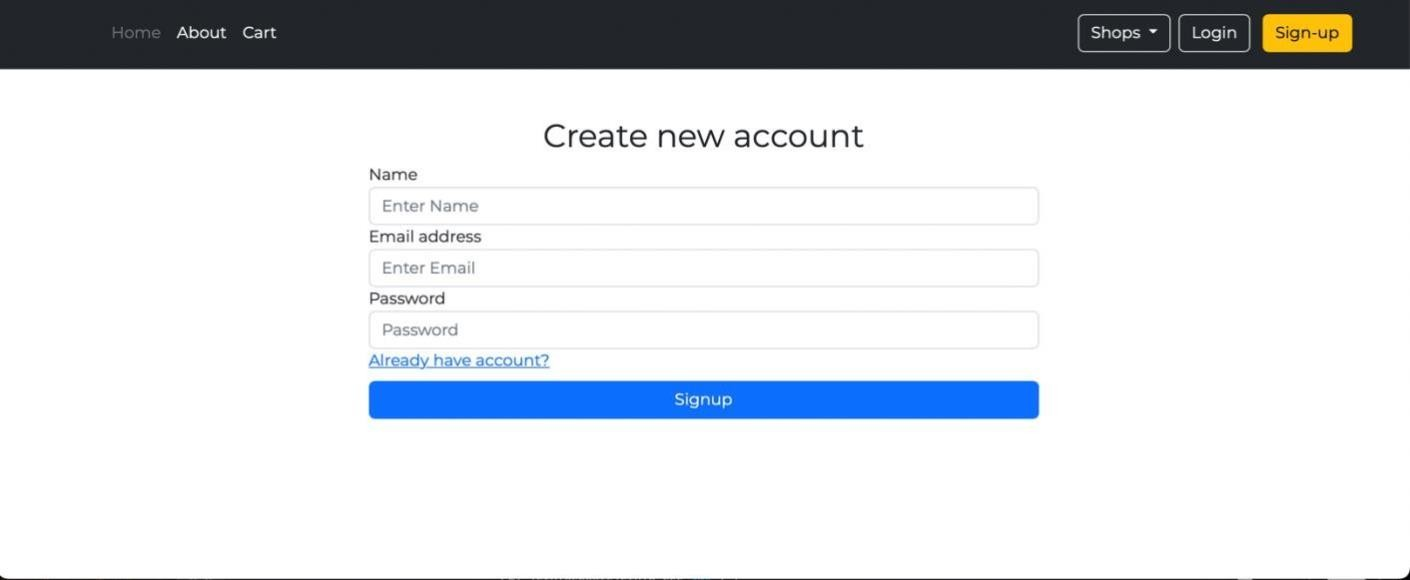 Home About Cart Shops Login Sign-up
Create new account
Name
Enter Name
Email address
Enter Email
Password
Password
Already have account?
Signup